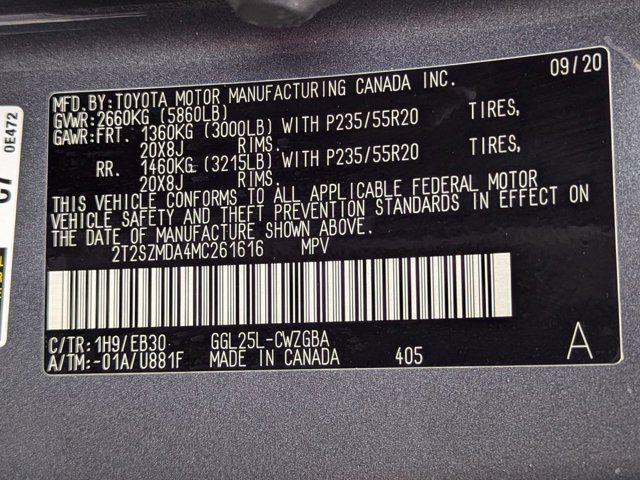 MFD.BY:TOYOTA MOTOR MANUFACTURING CANADA INC. 09/20
GVWR:2660KG (5860LB)
GAWR:FRT. 1360KG (3000LB) WITH P235/55R20 TIRES,
20X8J RIMS.
RR. 1460KG (3215LB) WITH P235/55R20 TIRES,
20X8J RIMS.
THIS VEHICLE CONFORMS TO ALL APPLICABLE FEDERAL MOTOR
VEHICLE SAFETY AND THEFT PREVENTION STANDARDS IN EFFECT ON
THE DATE OF MANUFACTURE SHOWN ABOVE.
2T2SZMDA4MC261616 MPV
C/TR: 1H9/EB30 GGL25L-CWZGBA
A/TM:-01A/U881F MADE IN CANADA 405 A
0E472